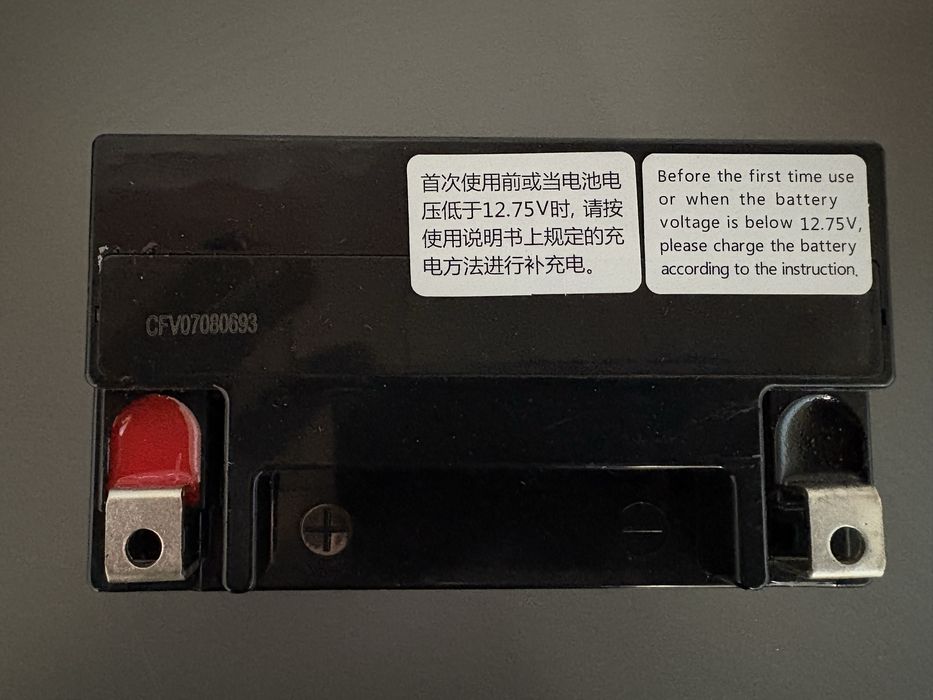 首次使用前或当电池电
压低于12.75V时, 请按
使用说明书上规定的充
电方法进行补充电。
Before the first time use
or when the battery
voltage is below 12.75V,
please charge the battery
according to the instruction.
CFV07080693
+
-